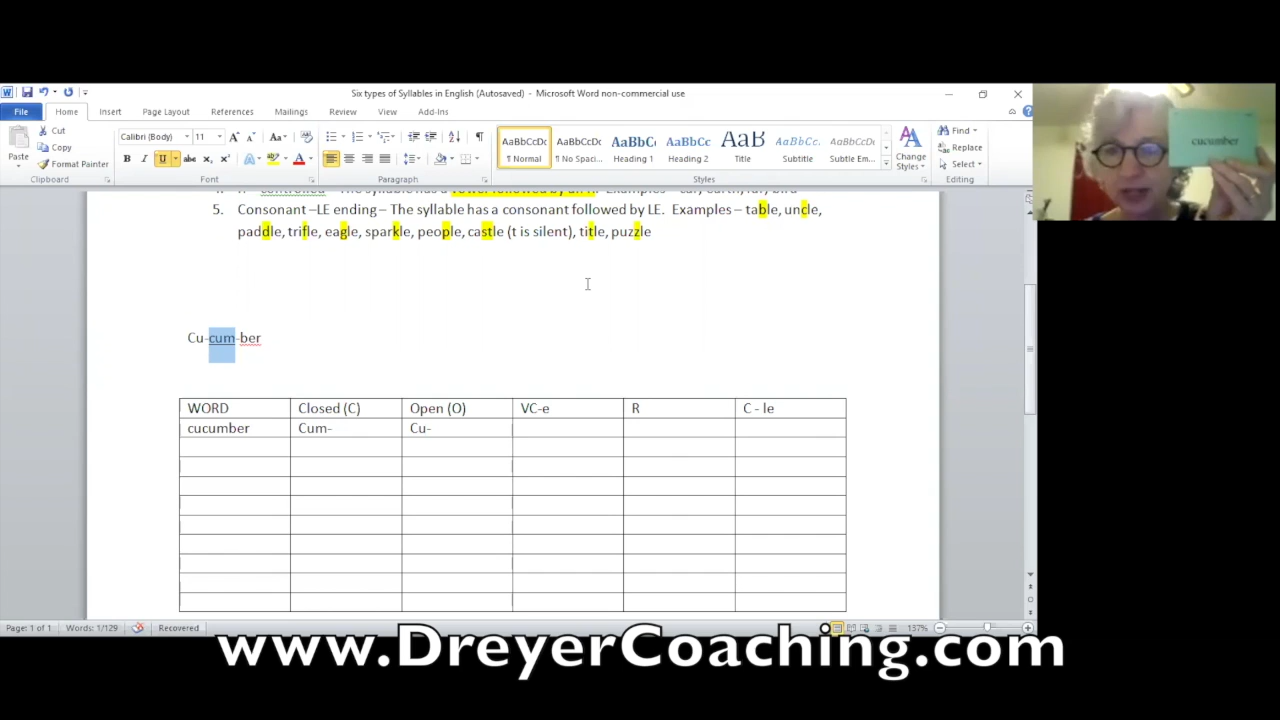 Six types of Syllables in English (Autosaved) - Microsoft Word non-commercial use
File Home Insert Page Layout References Mailings Review View Add-Ins
Paste
Cut
Copy
Format Painter
Clipboard
Calibri (Body) 11
Font
Paragraph
AaBbCcDc AaBbCcDc AaBbC AaBbCc AaB AaBbCc. AaBbCcDc
¶ Normal ¶ No Spaci... Heading 1 Heading 2 Title Subtitle Subtle Em...
Styles
Change Styles
Find
Replace
Select
Editing
cucumber
5. Consonant –LE ending – The syllable has a consonant followed by LE. Examples – table, uncle,
paddle, trifle, eagle, sparkle, people, castle (t is silent), title, puzzle
Cu-cum-ber
WORD Closed (C) Open (O) VC-e R C - le
cucumber Cum- Cu-
Page: 1 of 1 Words: 1/129 Recovered 137%
www.DreyerCoaching.com